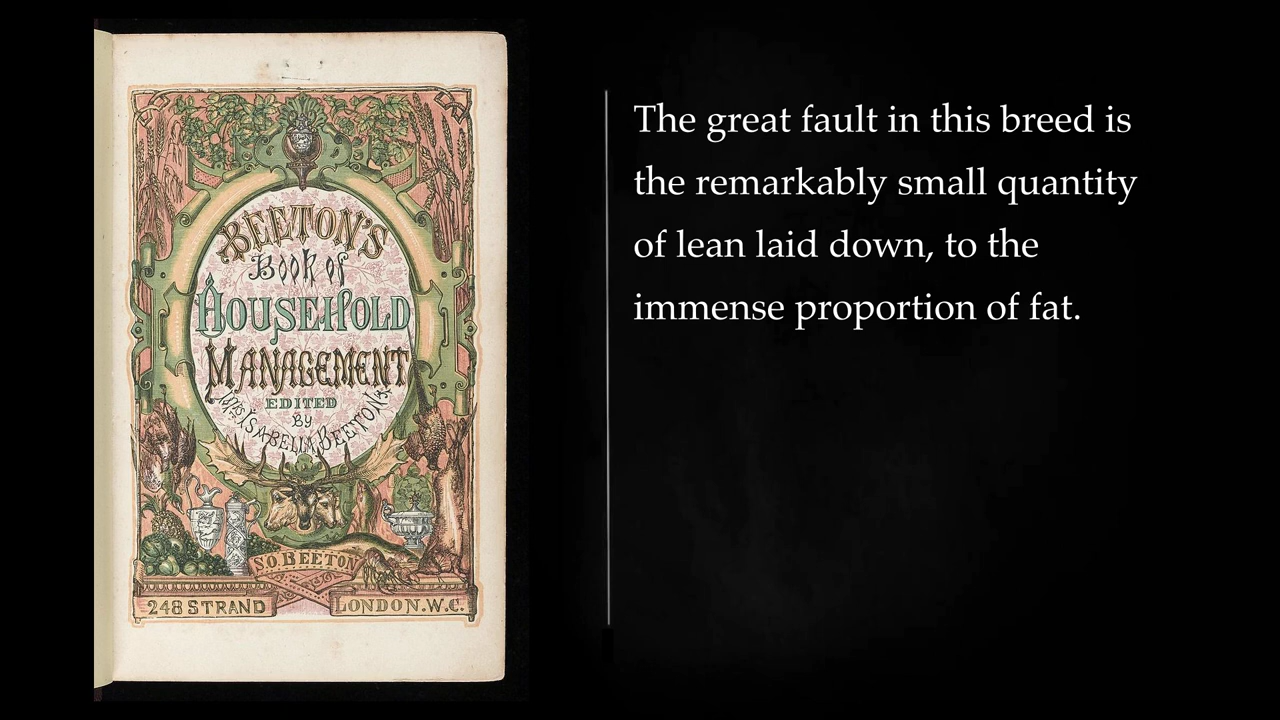 BEETON'S
Book of
HOUSEHOLD
MANAGEMENT
EDITED
BY
MRS ISABELLA BEETON
S.O. BEETON
248 STRAND
LONDON. W.C.
The great fault in this breed is
the remarkably small quantity
of lean laid down, to the
immense proportion of fat.